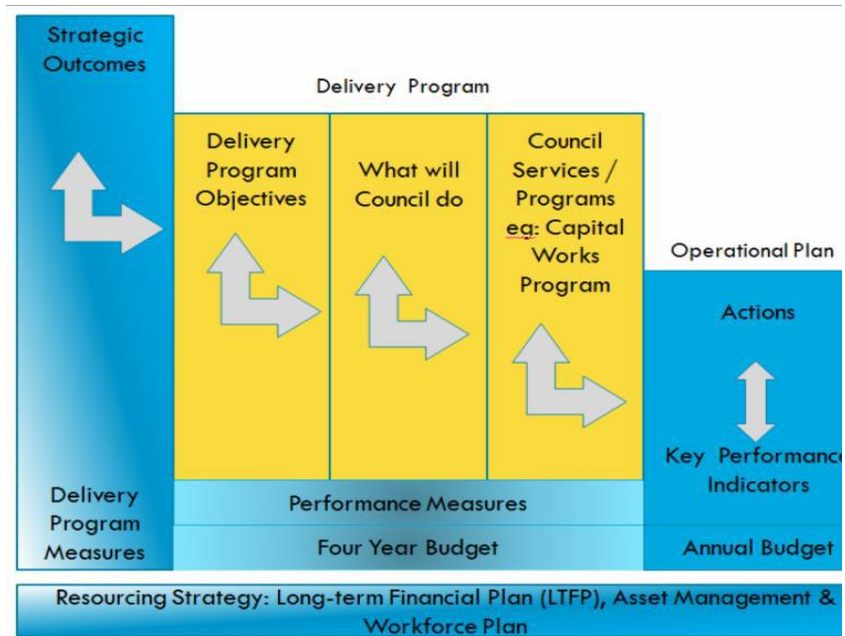 Strategic
Outcomes
Delivery Program
Delivery
Program
Objectives
What will
Council do
Council
Services /
Programs
eg: Capital
Works
Program
Operational Plan
Actions
Key Performance
Indicators
Delivery
Program
Measures
Performance Measures
Four Year Budget
Annual Budget
Resourcing Strategy: Long-term Financial Plan (LTFP), Asset Management &
Workforce Plan